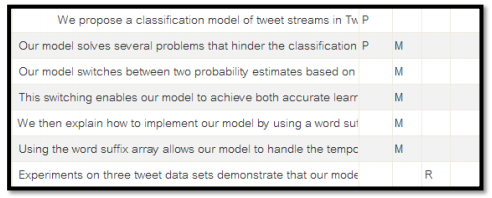 We propose a classification model of tweet streams in Tw P
Our model solves several problems that hinder the classification P M
Our model switches between two probability estimates based on M
This switching enables our model to achieve both accurate learr M
We then explain how to implement our model by using a word suf M
Using the word suffix array allows our model to handle the tempo M
Experiments on three tweet data sets demonstrate that our mode R